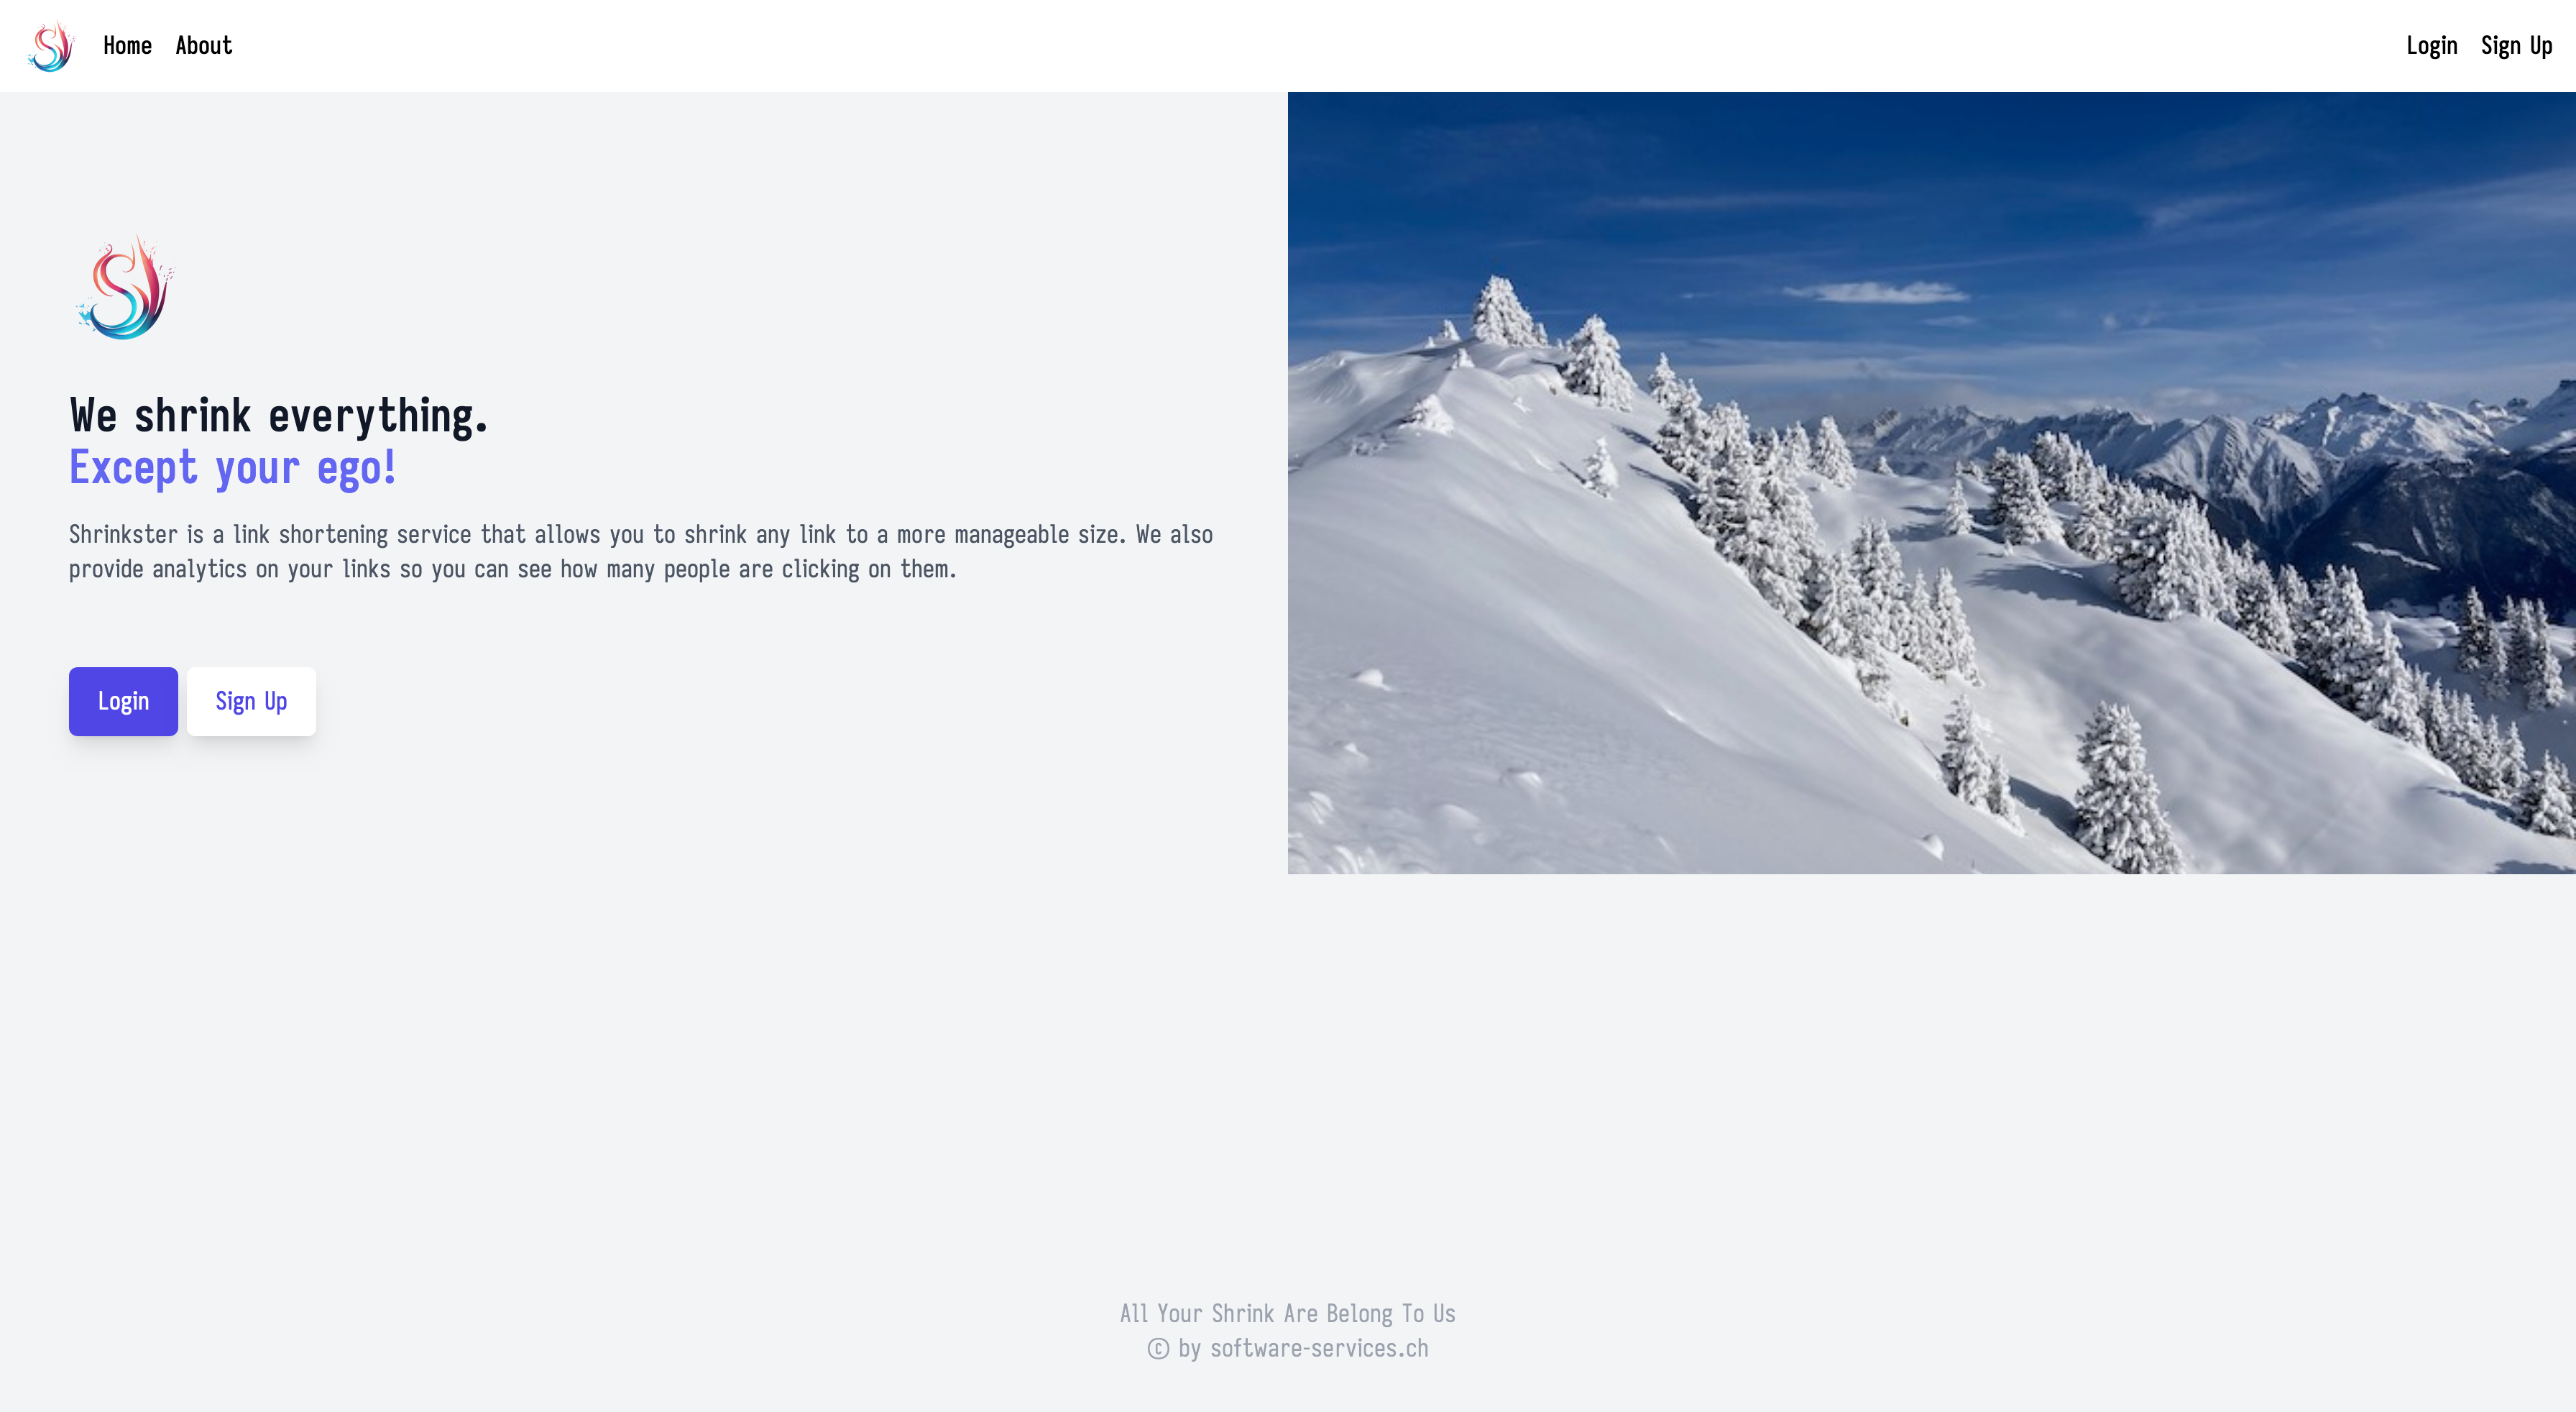 Home About
Login Sign Up
We shrink everything.
Except your ego!
Shrinkster is a link shortening service that allows you to shrink any link to a more manageable size. We also
provide analytics on your links so you can see how many people are clicking on them.
Login Sign Up
All Your Shrink Are Belong To Us
© by software-services.ch